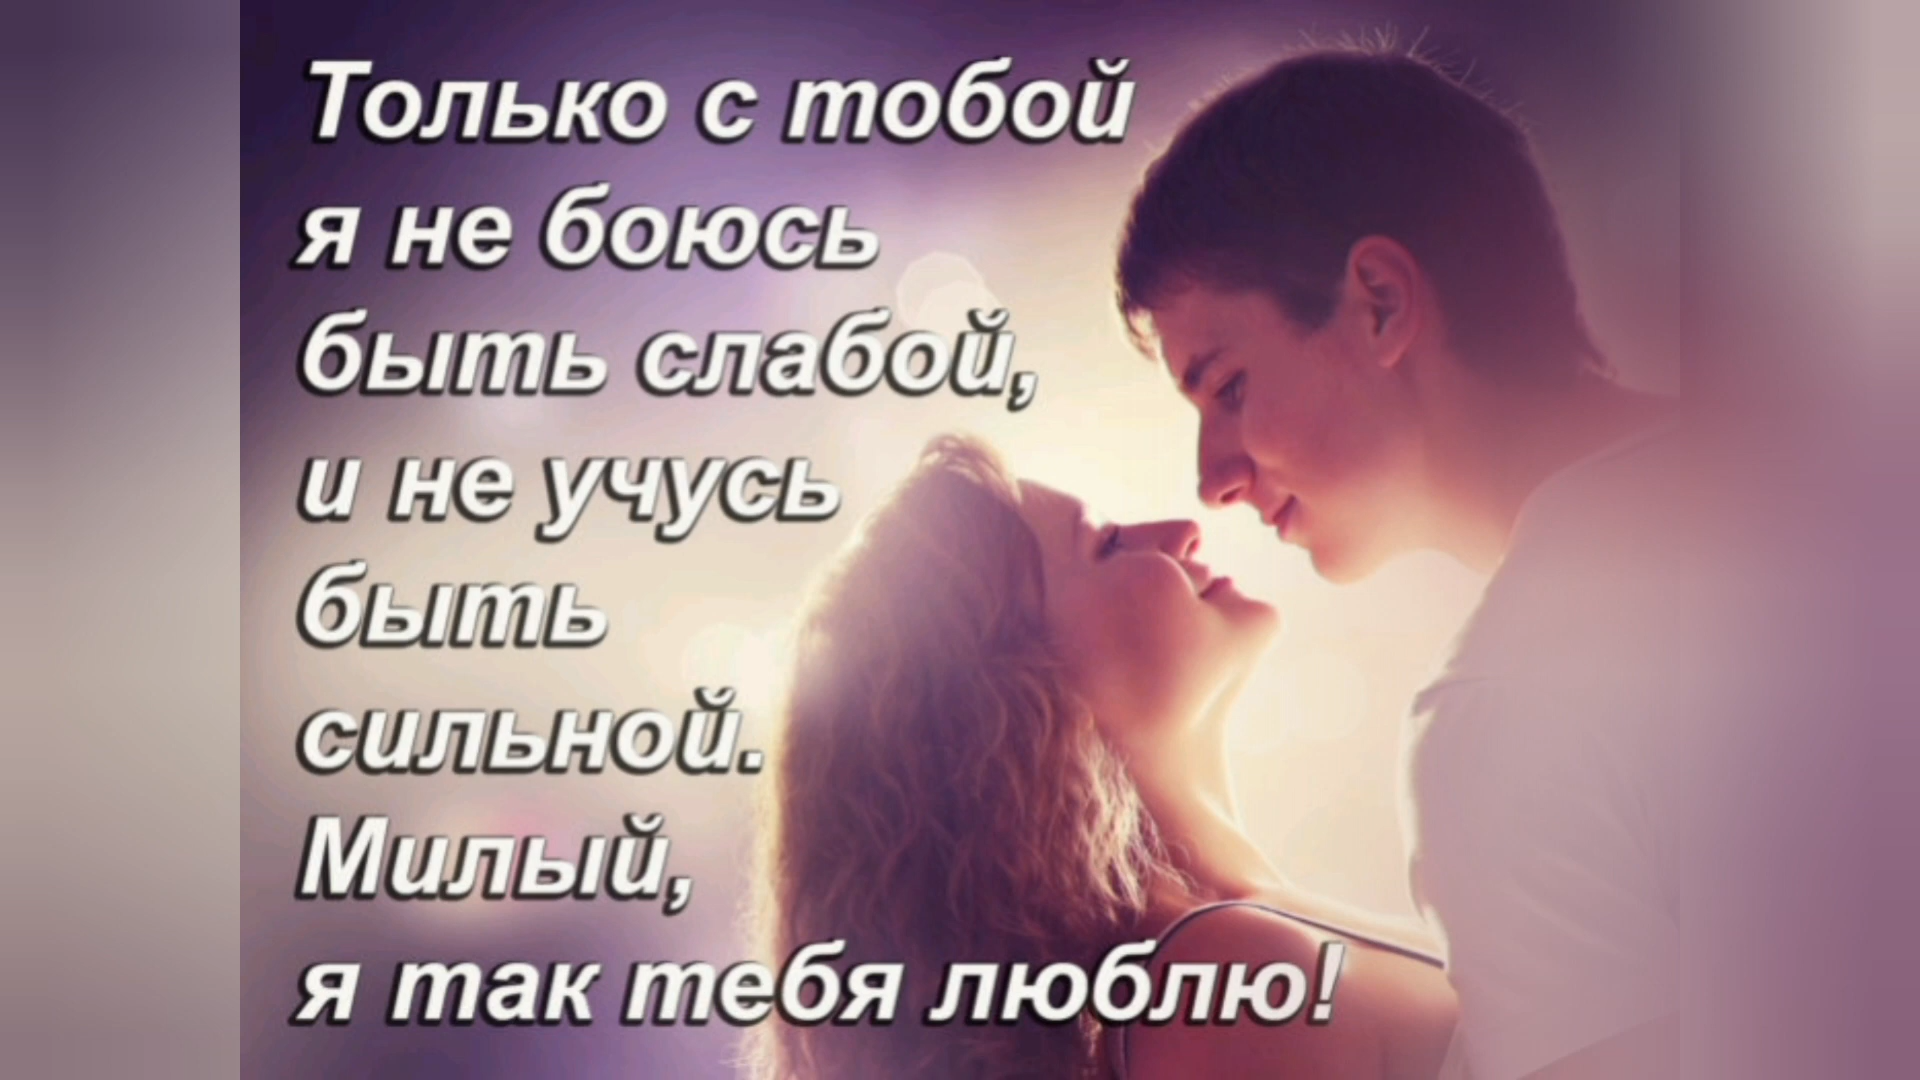 Только с тобой
я не боюсь
быть слабой,
и не учусь
быть
сильной.
Милый,
я так тебя люблю!